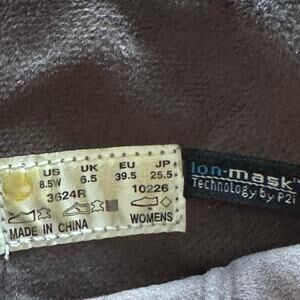 US UK EU JP
8.5W 6.5 39.5 25.5
3624R 10226
WOMENS
MADE IN CHINA
Ion-mask™
Technology by P2i